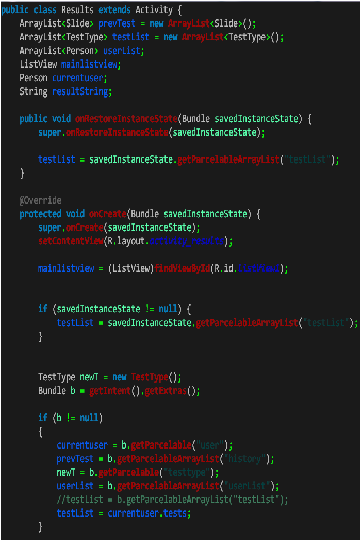 public class Results extends Activity {
ArrayList<Slide> prevTest = new ArrayList<Slide>();
ArrayList<TestType> testList = new ArrayList<TestType>();
ArrayList<Person> userList;
ListView mainlistview;
Person currentuser;
String resultString;
public void onRestoreInstanceState(Bundle savedInstanceState) {
super.onRestoreInstanceState(savedInstanceState);
testList = savedInstanceState.getParcelableArrayList("testList");
}
@Override
protected void onCreate(Bundle savedInstanceState) {
super.onCreate(savedInstanceState);
setContentView(R.layout.);
mainlistview = (ListView)findViewById(R.id.);
if (savedInstanceState != null) {
testList = savedInstanceState.getParcelableArrayList("testList");
}
TestType newT = new TestType();
Bundle b = getIntent().getExtras();
if (b != null)
{
currentuser = b.getParcelable("user");
prevTest = b.getParcelableArrayList("history");
newT = b.getParcelable("testtype");
userList = b.getParcelableArrayList("userList");
//testList = b.getParcelableArrayList("testList");
testList = currentuser.tests;
}